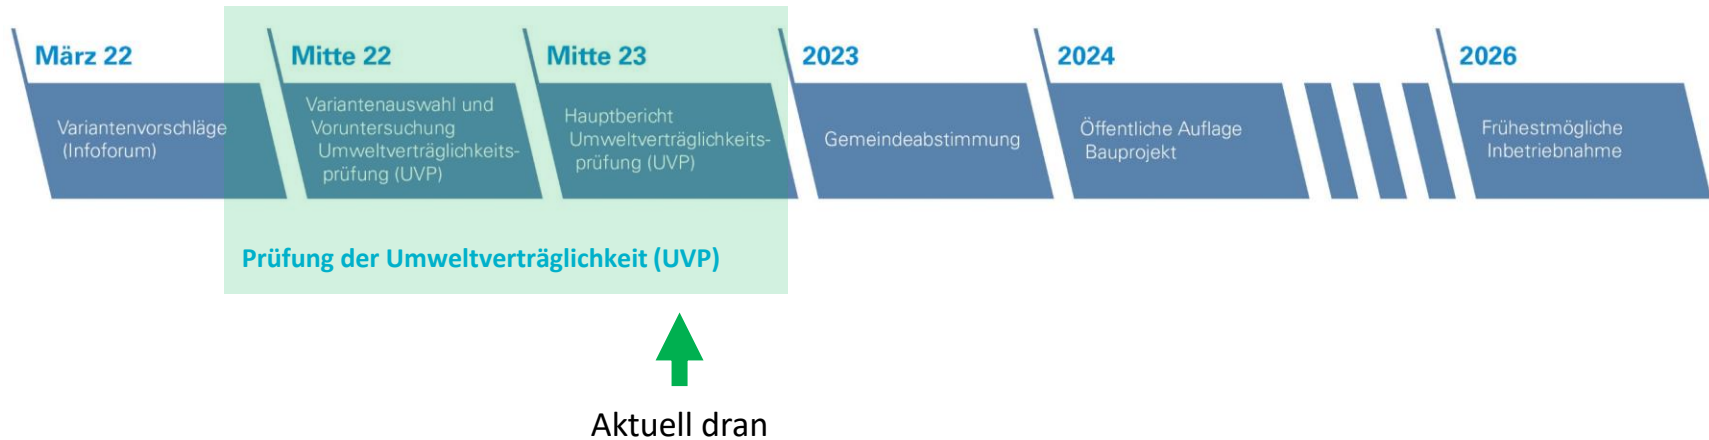 März 22
Variantenvorschläge
(Infoforum)
Mitte 22
Variantenauswahl und
Voruntersuchung
Umweltverträglichkeits-
prüfung (UVP)
Mitte 23
Hauptbericht
Umweltverträglichkeits-
prüfung (UVP)
2023
Gemeindeabstimmung
2024
Öffentliche Auflage
Bauprojekt
2026
Frühestmögliche
Inbetriebnahme
Prüfung der Umweltverträglichkeit (UVP)
Aktuell dran